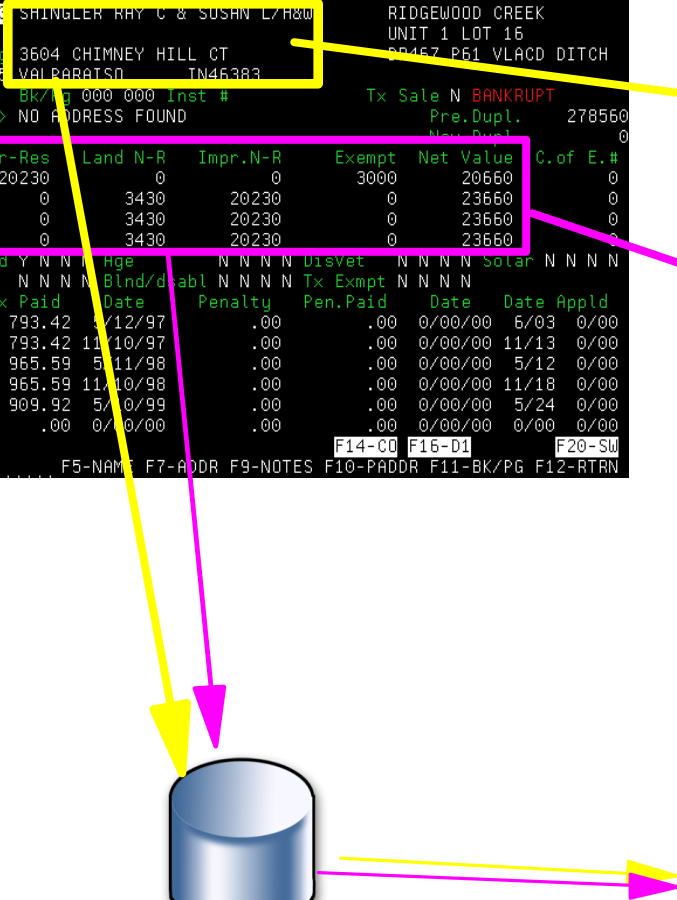 SHINGLER RAY C & SUSAN L/H&W RIDGEWOOD CREEK
UNIT 1 LOT 16
3604 CHIMNEY HILL CT DR467 P61 VLACD DITCH
VALPARAISO IN46383
Bk/Pg 000 000 Inst # Tx Sale N BANKRUPT
> NO ADDRESS FOUND Pre.Dupl. 278560
Nov.Dupl. 0
r-Res Land N-R Impr.N-R Exempt Net Value C.of E.#
20230 0 0 3000 20660 0
0 3430 20230 0 23660 0
0 3430 20230 0 23660 0
0 3430 20230 0 23660 0
d Y N N N Age N N N N DisVet N N N N Solar N N N N
N N N N Blnd/dsabl N N N N Tx Exmpt N N N N
x Paid Date Penalty Pen.Paid Date Date Appld
793.42 5/12/97 .00 .00 0/00/00 6/03 0/00
793.42 11/10/97 .00 .00 0/00/00 11/13 0/00
965.59 5/11/98 .00 .00 0/00/00 5/12 0/00
965.59 11/10/98 .00 .00 0/00/00 11/18 0/00
909.92 5/10/99 .00 .00 0/00/00 5/24 0/00
.00 0/00/00 .00 .00 0/00/00 0/00 0/00
F14-CO F16-D1 F20-SW
F5-NAME F7-ADDR F9-NOTES F10-PADDR F11-BK/PG F12-RTRN